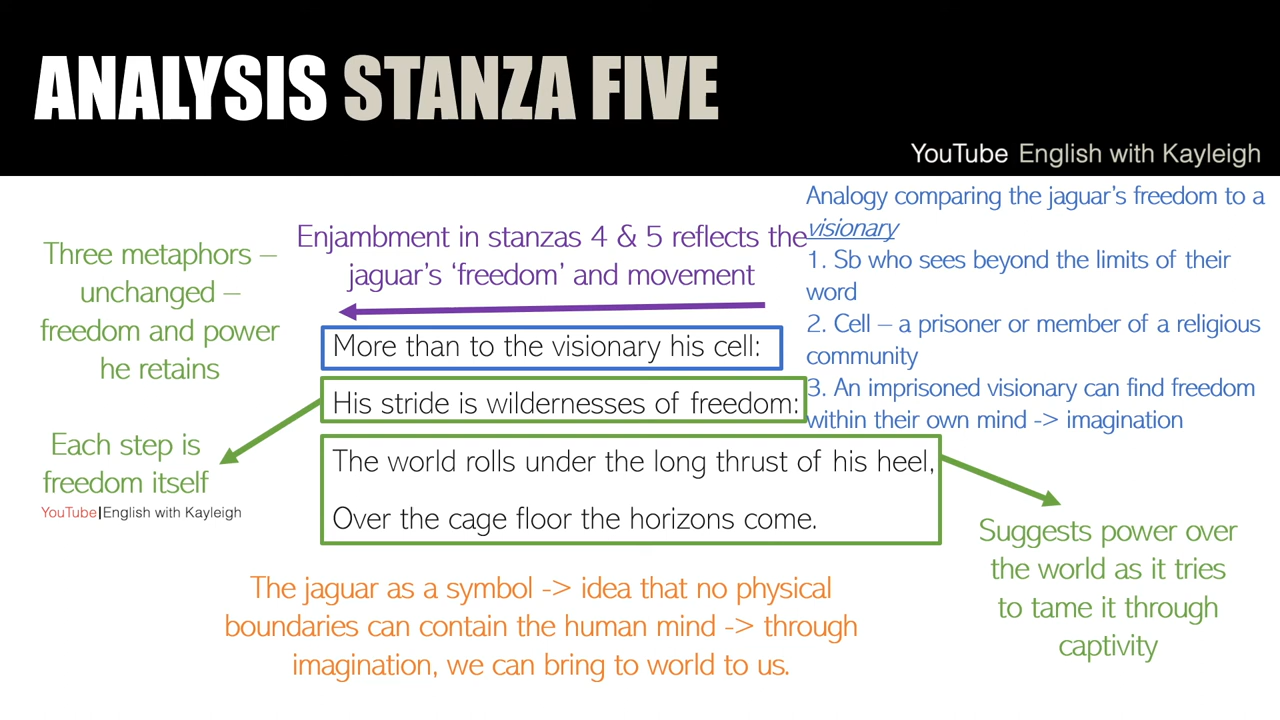 ANALYSIS STANZA FIVE
YouTube English with Kayleigh
Analogy comparing the jaguar's freedom to a
visionary
1. Sb who sees beyond the limits of their
word
2. Cell – a prisoner or member of a religious
community
3. An imprisoned visionary can find freedom
within their own mind -> imagination
Enjambment in stanzas 4 & 5 reflects the
jaguar's 'freedom' and movement
Three metaphors –
unchanged –
freedom and power
he retains
More than to the visionary his cell:
His stride is wildernesses of freedom:
The world rolls under the long thrust of his heel,
Over the cage floor the horizons come.
Each step is
freedom itself
YouTube|English with Kayleigh
Suggests power over
the world as it tries
to tame it through
captivity
The jaguar as a symbol -> idea that no physical
boundaries can contain the human mind -> through
imagination, we can bring to world to us.